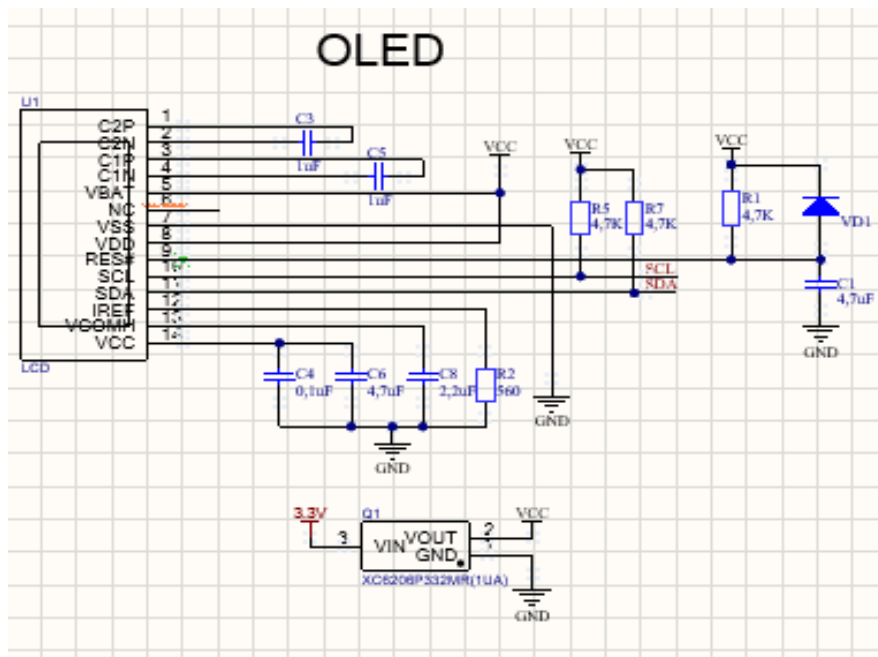 OLED
U1
C2P 1
C2N 2
C1P 3
C1N 4
VBAT 5
NC 6
VSS 7
VDD 8
RES# 9
SCL 10
SDA 11
IREF 12
VCOMH 13
VCC 14
LCD
C3
1uF
C5
1uF
VCC
VCC
R5
4,7K
R7
4,7K
SCL
SDA
VCC
R1
4,7K
VD1
C1
4,7uF
GND
C4
0,1uF
C6
4,7uF
C8
2,2uF
R2
560
GND
GND
3.3V
Q1
VCC
3 VIN VOUT 2
GND
XC6206P332MR(1UA)
GND